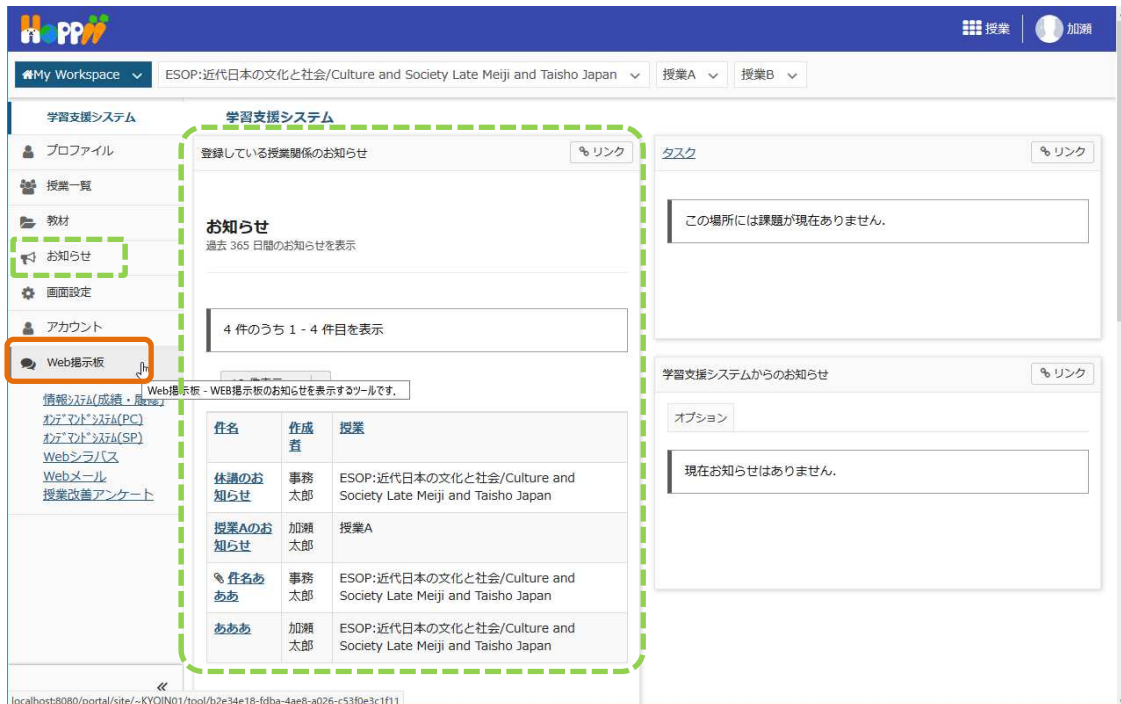 Hoppii
授業
加瀬
My Workspace
ESOP:近代日本の文化と社会/Culture and Society Late Meiji and Taisho Japan
授業A
授業B
学習支援システム
プロファイル
授業一覧
教材
お知らせ
画面設定
アカウント
Web掲示板
Web掲示板 - WEB掲示板のお知らせを表示するツールです.
情報ｼｽﾃﾑ(成績・履修)
ｵﾝﾃﾞﾏﾝﾄﾞｼｽﾃﾑ(PC)
ｵﾝﾃﾞﾏﾝﾄﾞｼｽﾃﾑ(SP)
Webシラバス
Webメール
授業改善アンケート
«
学習支援システム
登録している授業関係のお知らせ
リンク
お知らせ
過去 365 日間のお知らせを表示
4 件のうち 1 - 4 件目を表示
件名
作成
者
授業
休講のお
知らせ
事務
太郎
ESOP:近代日本の文化と社会/Culture and
Society Late Meiji and Taisho Japan
授業Aのお
知らせ
加瀬
太郎
授業A
件名あ
ああ
事務
太郎
ESOP:近代日本の文化と社会/Culture and
Society Late Meiji and Taisho Japan
あああ
加瀬
太郎
ESOP:近代日本の文化と社会/Culture and
Society Late Meiji and Taisho Japan
タスク
リンク
この場所には課題が現在ありません.
学習支援システムからのお知らせ
リンク
オプション
現在お知らせはありません.
localhost:8080/portal/site/~KYOIN01/tool/b2e34e18-fdba-4ae8-a026-c53f0e3c1f11